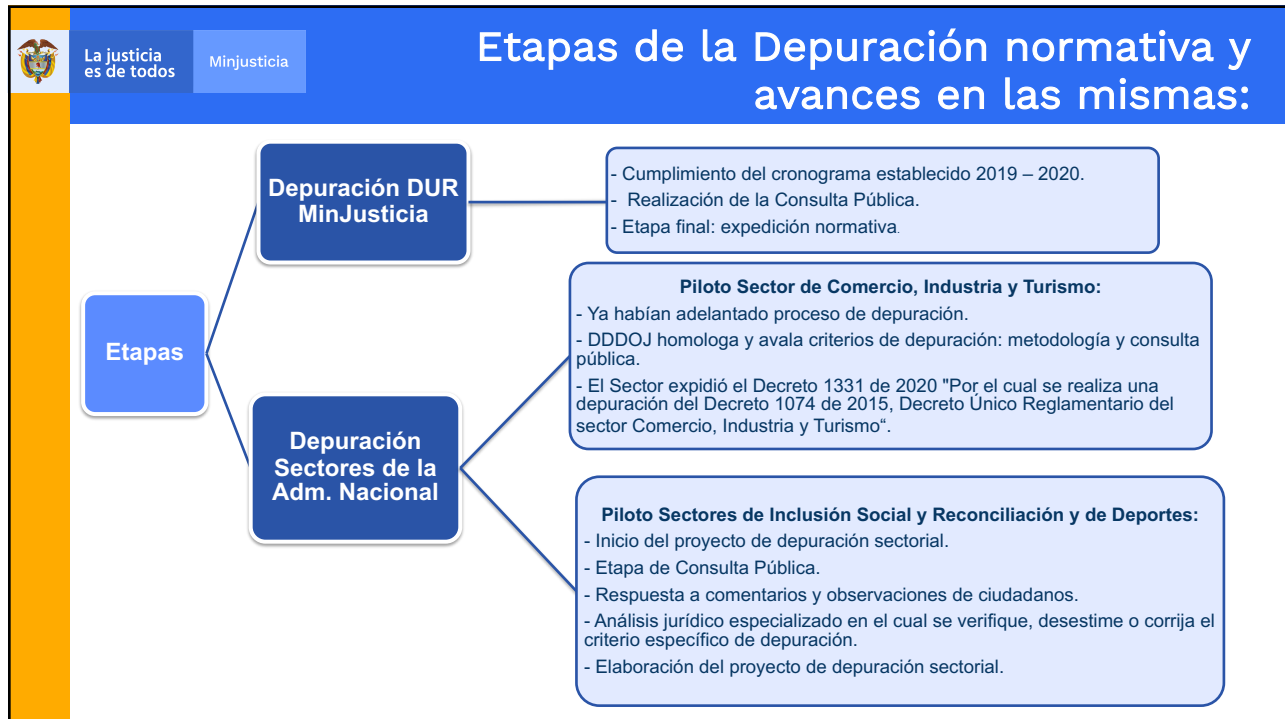 La justicia
es de todos
Minjusticia
Etapas de la Depuración normativa y
avances en las mismas:
Etapas
Depuración DUR
MinJusticia
- Cumplimiento del cronograma establecido 2019 – 2020.
- Realización de la Consulta Pública.
- Etapa final: expedición normativa.
Depuración
Sectores de la
Adm. Nacional
Piloto Sector de Comercio, Industria y Turismo:
- Ya habían adelantado proceso de depuración.
- DDDOJ homologa y avala criterios de depuración: metodología y consulta
pública.
- El Sector expidió el Decreto 1331 de 2020 "Por el cual se realiza una
depuración del Decreto 1074 de 2015, Decreto Único Reglamentario del
sector Comercio, Industria y Turismo“.
Piloto Sectores de Inclusión Social y Reconciliación y de Deportes:
- Inicio del proyecto de depuración sectorial.
- Etapa de Consulta Pública.
- Respuesta a comentarios y observaciones de ciudadanos.
- Análisis jurídico especializado en el cual se verifique, desestime o corrija el
criterio específico de depuración.
- Elaboración del proyecto de depuración sectorial.